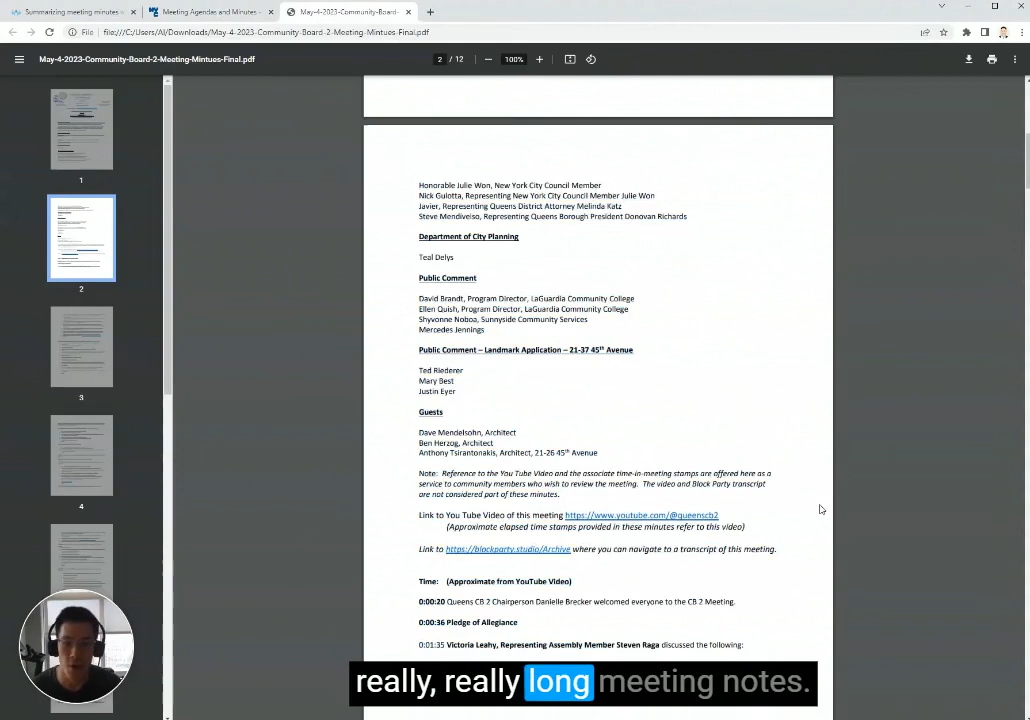 Summarizing meeting minutes
Meeting Agendas and Minutes -
May-4-2023-Community-Board-
File
file:///C:/Users/Al/Downloads/May-4-2023-Community-Board-2-Meeting-Mintues-Final.pdf
May-4-2023-Community-Board-2-Meeting-Mintues-Final.pdf
2 / 12
100%
1
2
3
4
Honorable Julie Won, New York City Council Member
Nick Gulotta, Representing New York City Council Member Julie Won
Javier, Representing Queens District Attorney Melinda Katz
Steve Mendivelso, Representing Queens Borough President Donovan Richards
Department of City Planning
Teal Delys
Public Comment
David Brandt, Program Director, LaGuardia Community College
Ellen Quish, Program Director, LaGuardia Community College
Shyvonne Noboa, Sunnyside Community Services
Mercedes Jennings
Public Comment – Landmark Application – 21-37 45th Avenue
Ted Riederer
Mary Best
Justin Eyer
Guests
Dave Mendelsohn, Architect
Ben Herzog, Architect
Anthony Tsirantonakis, Architect, 21-26 45th Avenue
Note: Reference to the You Tube Video and the associate time-in-meeting stamps are offered here as a
service to community members who wish to review the meeting. The video and Block Party transcript
are not considered part of these minutes.
Link to You Tube Video of this meeting https://www.youtube.com/@queenscb2
(Approximate elapsed time stamps provided in these minutes refer to this video)
Link to https://blockparty.studio/Archive where you can navigate to a transcript of this meeting.
Time: (Approximate from YouTube Video)
0:00:20 Queens CB 2 Chairperson Danielle Brecker welcomed everyone to the CB 2 Meeting.
0:00:36 Pledge of Allegiance
0:01:35 Victoria Leahy, Representing Assembly Member Steven Raga discussed the following:
really, really long meeting notes.